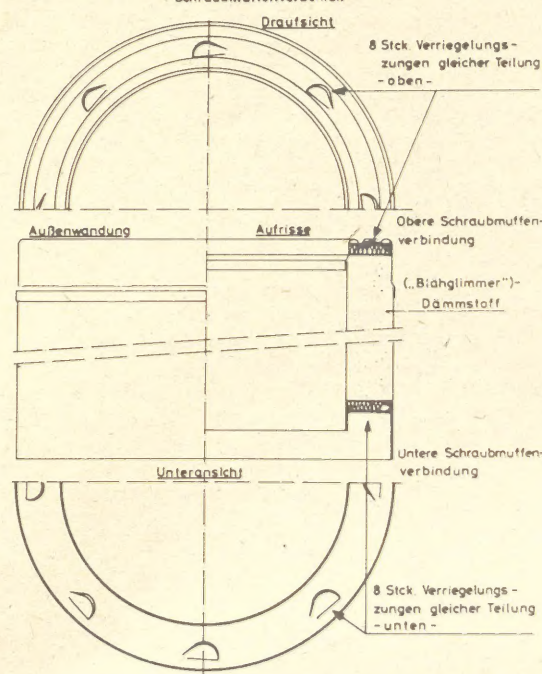 Draufsicht
8 Stck. Verriegelungs-
zungen gleicher Teilung
-oben-
Außenwandung
Aufrisse
Obere Schraubmuffen-
verbindung
(„Blähglimmer")-
Dämmstoff
Untere Schraubmuffen-
verbindung
Unteransicht
8 Stck. Verriegelungs-
zungen gleicher Teilung
-unten-